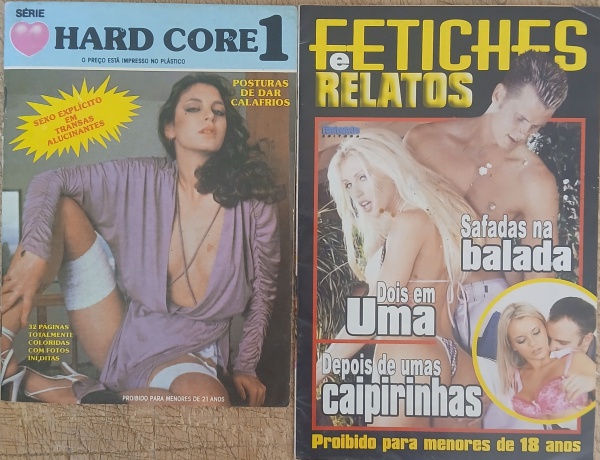 SÉRIE
HARD CORE 1
O PREÇO ESTÁ IMPRESSO NO PLÁSTICO
SEXO EXPLÍCITO
EM
TRANSAS
ALUCINANTES
POSTURAS
DE DAR
CALAFRIOS
32 PAGINAS
TOTALMENTE
COLORIDAS
COM FOTOS
INÉDITAS
PROIBIDO PARA MENORES DE 21 ANOS
FETICHES
e
RELATOS
Safadas na
balada
Dois em
Uma
Depois de umas
caipirinhas
Proibido para menores de 18 anos